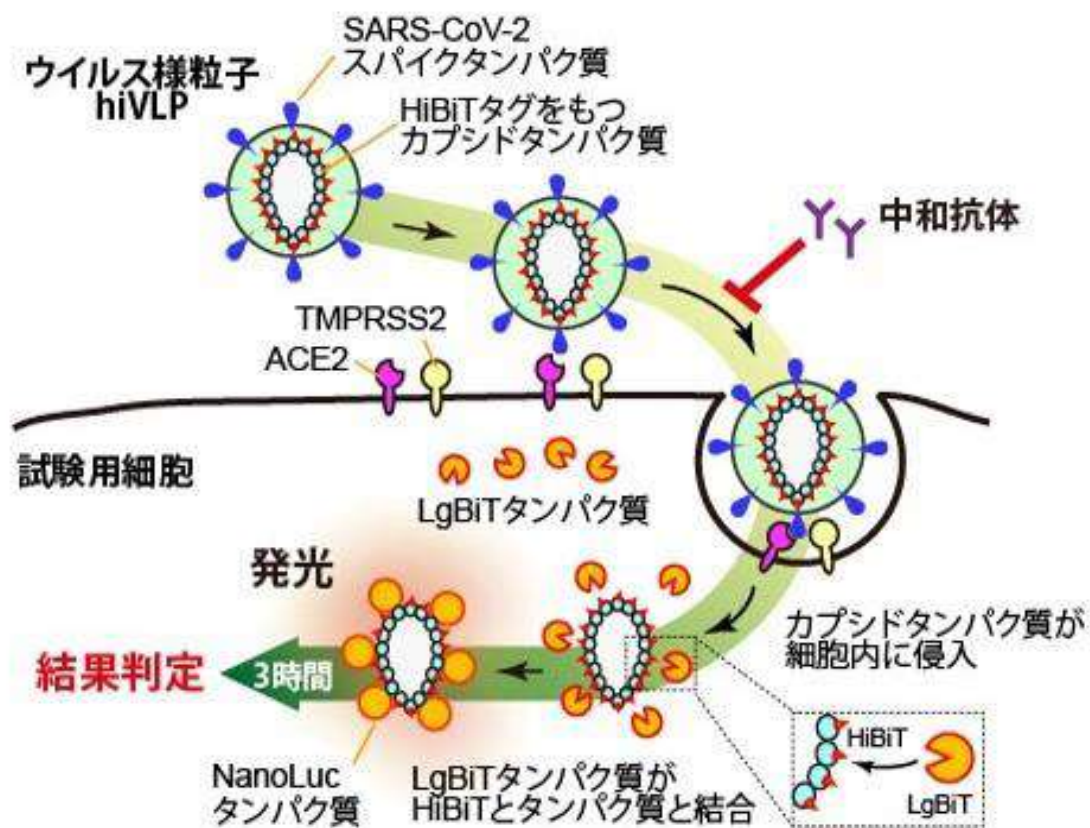 SARS-CoV-2
スパイクタンパク質
ウイルス様粒子
hiVLP
HiBiTタグをもつ
カプシドタンパク質
中和抗体
TMPRSS2
ACE2
試験用細胞
LgBiTタンパク質
発光
カプシドタンパク質が
細胞内に侵入
結果判定
3時間
HiBiT
LgBiT
NanoLuc
タンパク質
LgBiTタンパク質が
HiBiTとタンパク質と結合